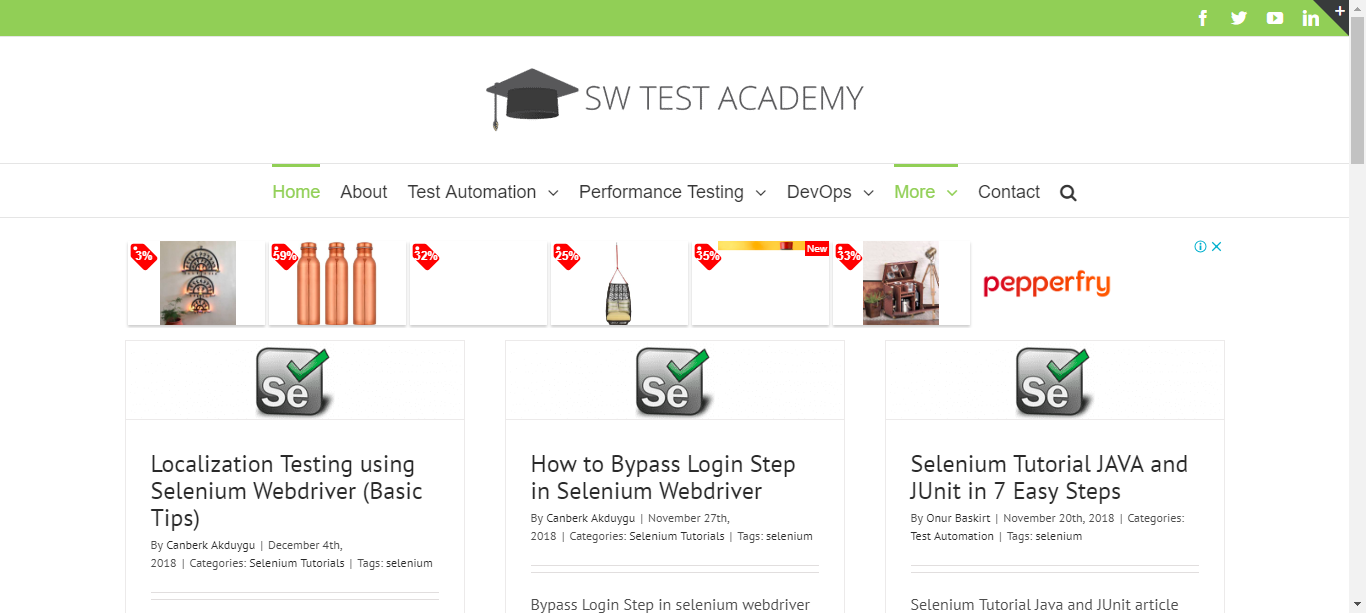 SW TEST ACADEMY
Home About Test Automation Performance Testing DevOps More Contact
3%
59%
32%
25%
35%
New
33%
pepperfry
Se
Localization Testing using
Selenium Webdriver (Basic
Tips)
By Canberk Akduygu | December 4th,
2018 | Categories: Selenium Tutorials | Tags: selenium
Se
How to Bypass Login Step
in Selenium Webdriver
By Canberk Akduygu | November 27th,
2018 | Categories: Selenium Tutorials | Tags: selenium
Bypass Login Step in selenium webdriver
Se
Selenium Tutorial JAVA and
JUnit in 7 Easy Steps
By Onur Baskirt | November 20th, 2018 | Categories:
Test Automation | Tags: selenium
Selenium Tutorial Java and JUnit article